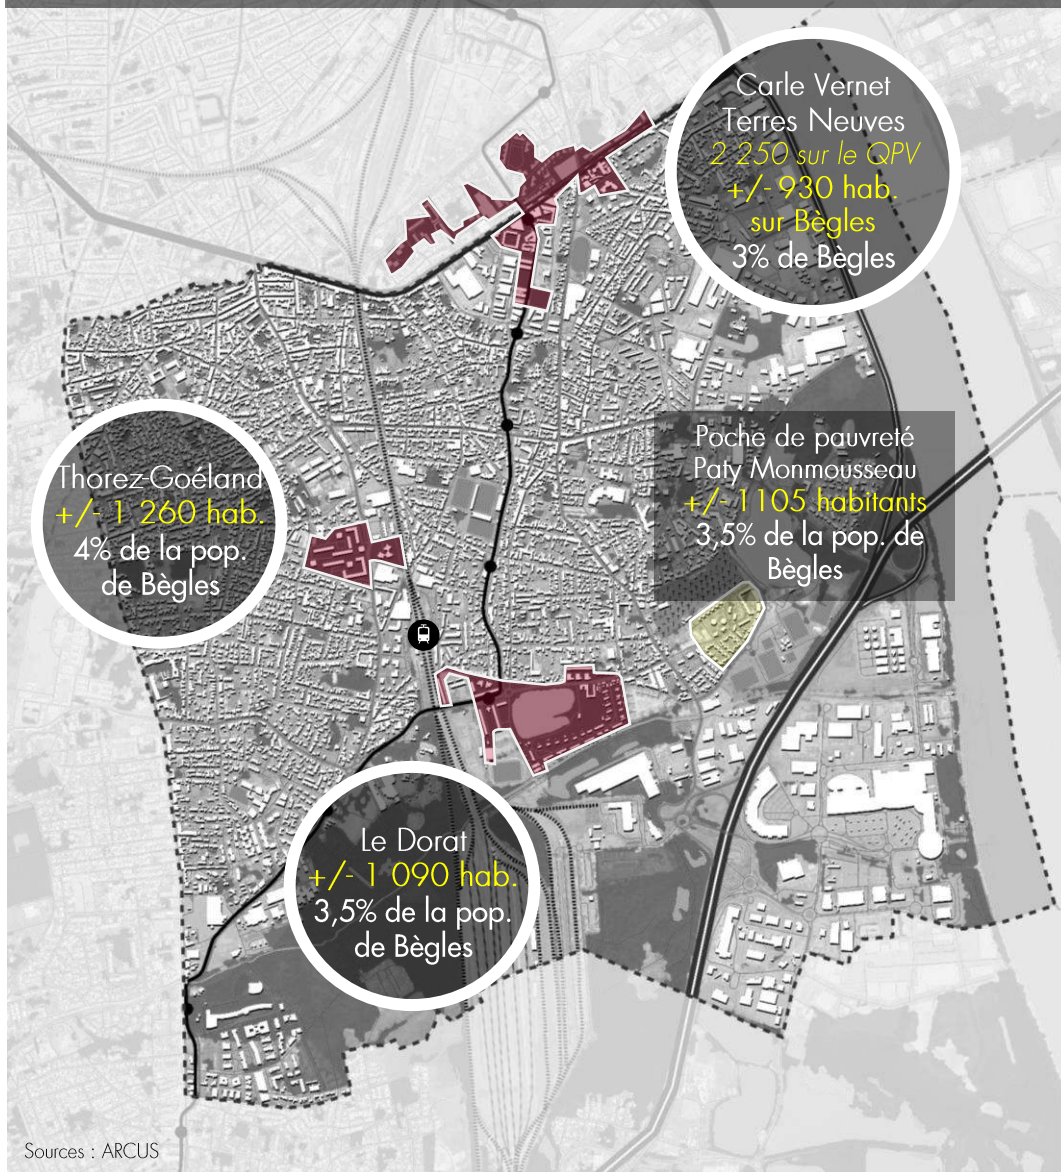 Carle Vernet
Terres Neuves
2 250 sur le QPV
+/- 930 hab.
sur Bègles
3% de Bègles
Poche de pauvreté
Paty Monmousseau
+/- 1105 habitants
3,5% de la pop. de
Bègles
Thorez-Goéland
+/- 1 260 hab.
4% de la pop.
de Bègles
Le Dorat
+/- 1 090 hab.
3,5% de la pop.
de Bègles
Sources : ARCUS